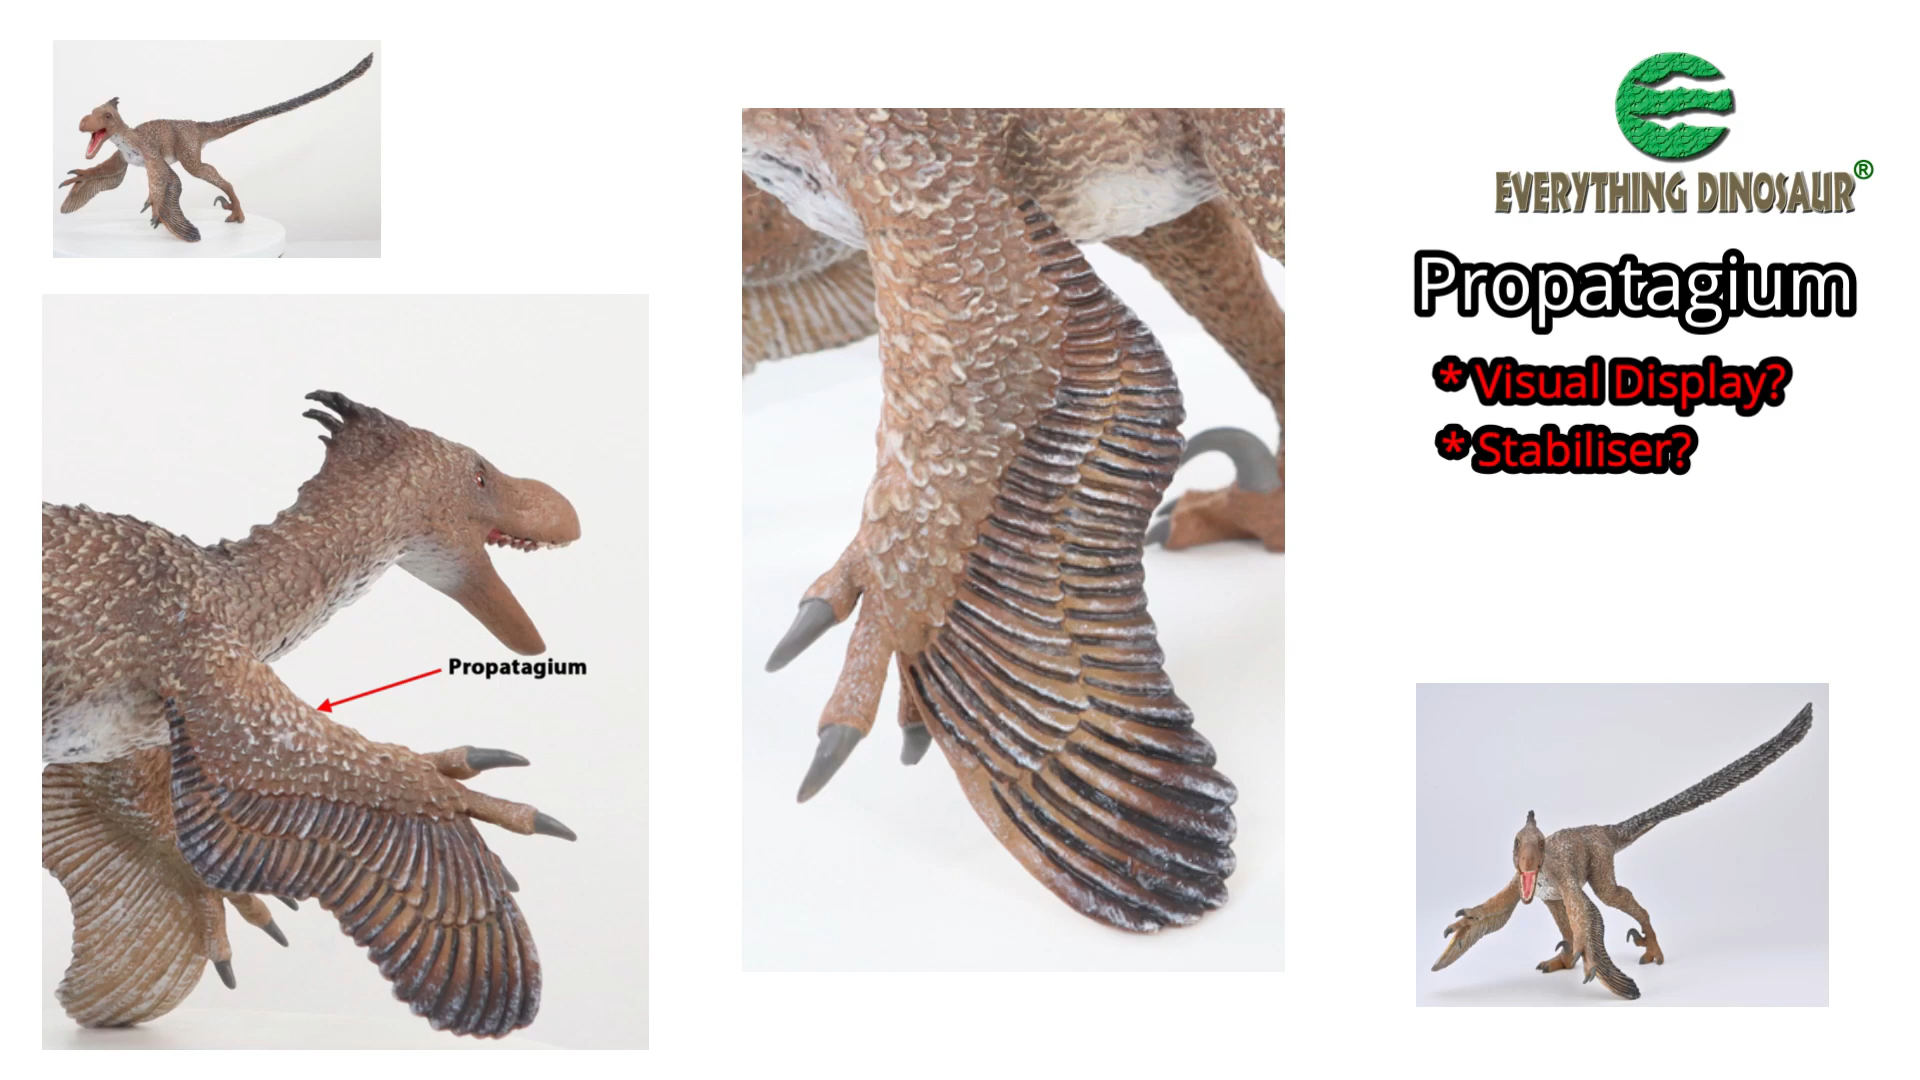 EVERYTHING DINOSAUR®
Propatagium
* Visual Display?
* Stabiliser?
Propatagium